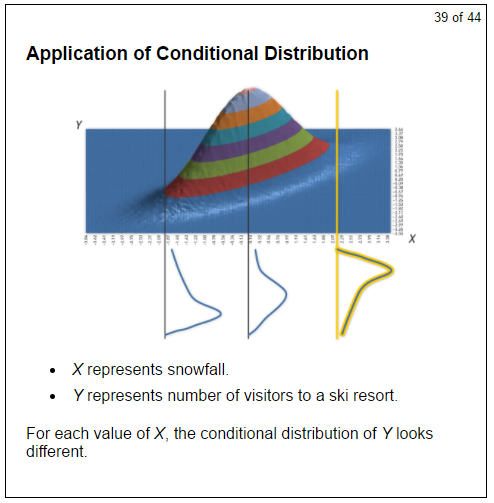 39 of 44
Application of Conditional Distribution
Y
X
• X represents snowfall.
• Y represents number of visitors to a ski resort.
For each value of X, the conditional distribution of Y looks
different.